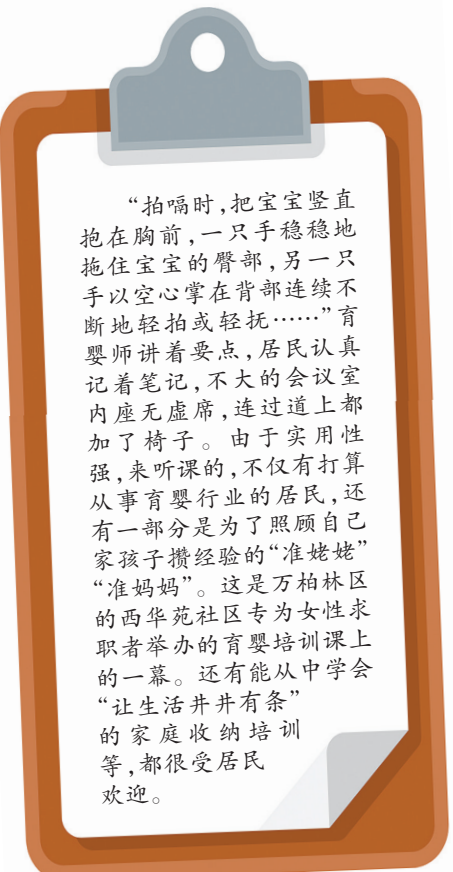 “拍嗝时,把宝宝竖直
抱在胸前,一只手稳稳地
拖住宝宝的臀部,另一只
手以空心掌在背部连续不
断地轻拍或轻抚……”育
婴师讲着要点,居民认真
记着笔记,不大的会议室
内座无虚席,连过道上都
加了椅子。由于实用性
强,来听课的,不仅有打算
从事育婴行业的居民,还
有一部分是为了照顾自己
家孩子攒经验的“准姥姥”
“准妈妈”。这是万柏林区
的西华苑社区专为女性求
职者举办的育婴培训课上
的一幕。还有能从中学会
“让生活井井有条”
的家庭收纳培训
等,都很受居民
欢迎。